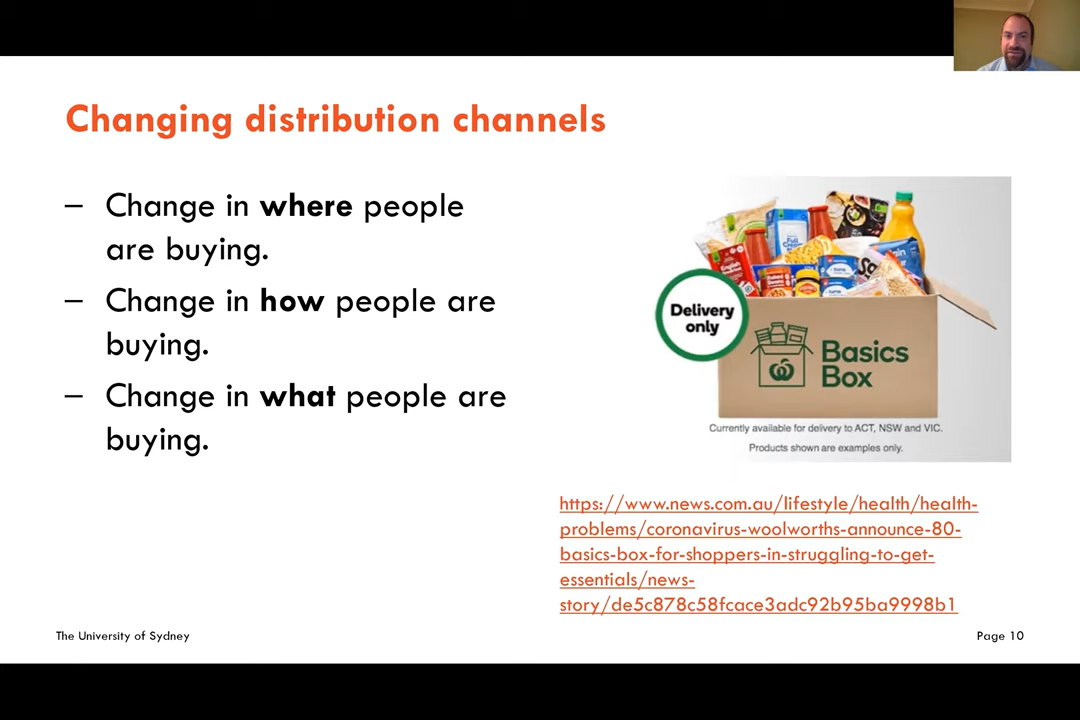 Changing distribution channels
– Change in where people
are buying.
– Change in how people are
buying.
– Change in what people are
buying.
Delivery
only
Basics
Box
Currently available for delivery to ACT, NSW and VIC.
Products shown are examples only.
https://www.news.com.au/lifestyle/health/health-
problems/coronavirus-woolworths-announce-80-
basics-box-for-shoppers-in-struggling-to-get-
essentials/news-
story/de5c878c58fcace3adc92b95ba9998b1
The University of Sydney
Page 10